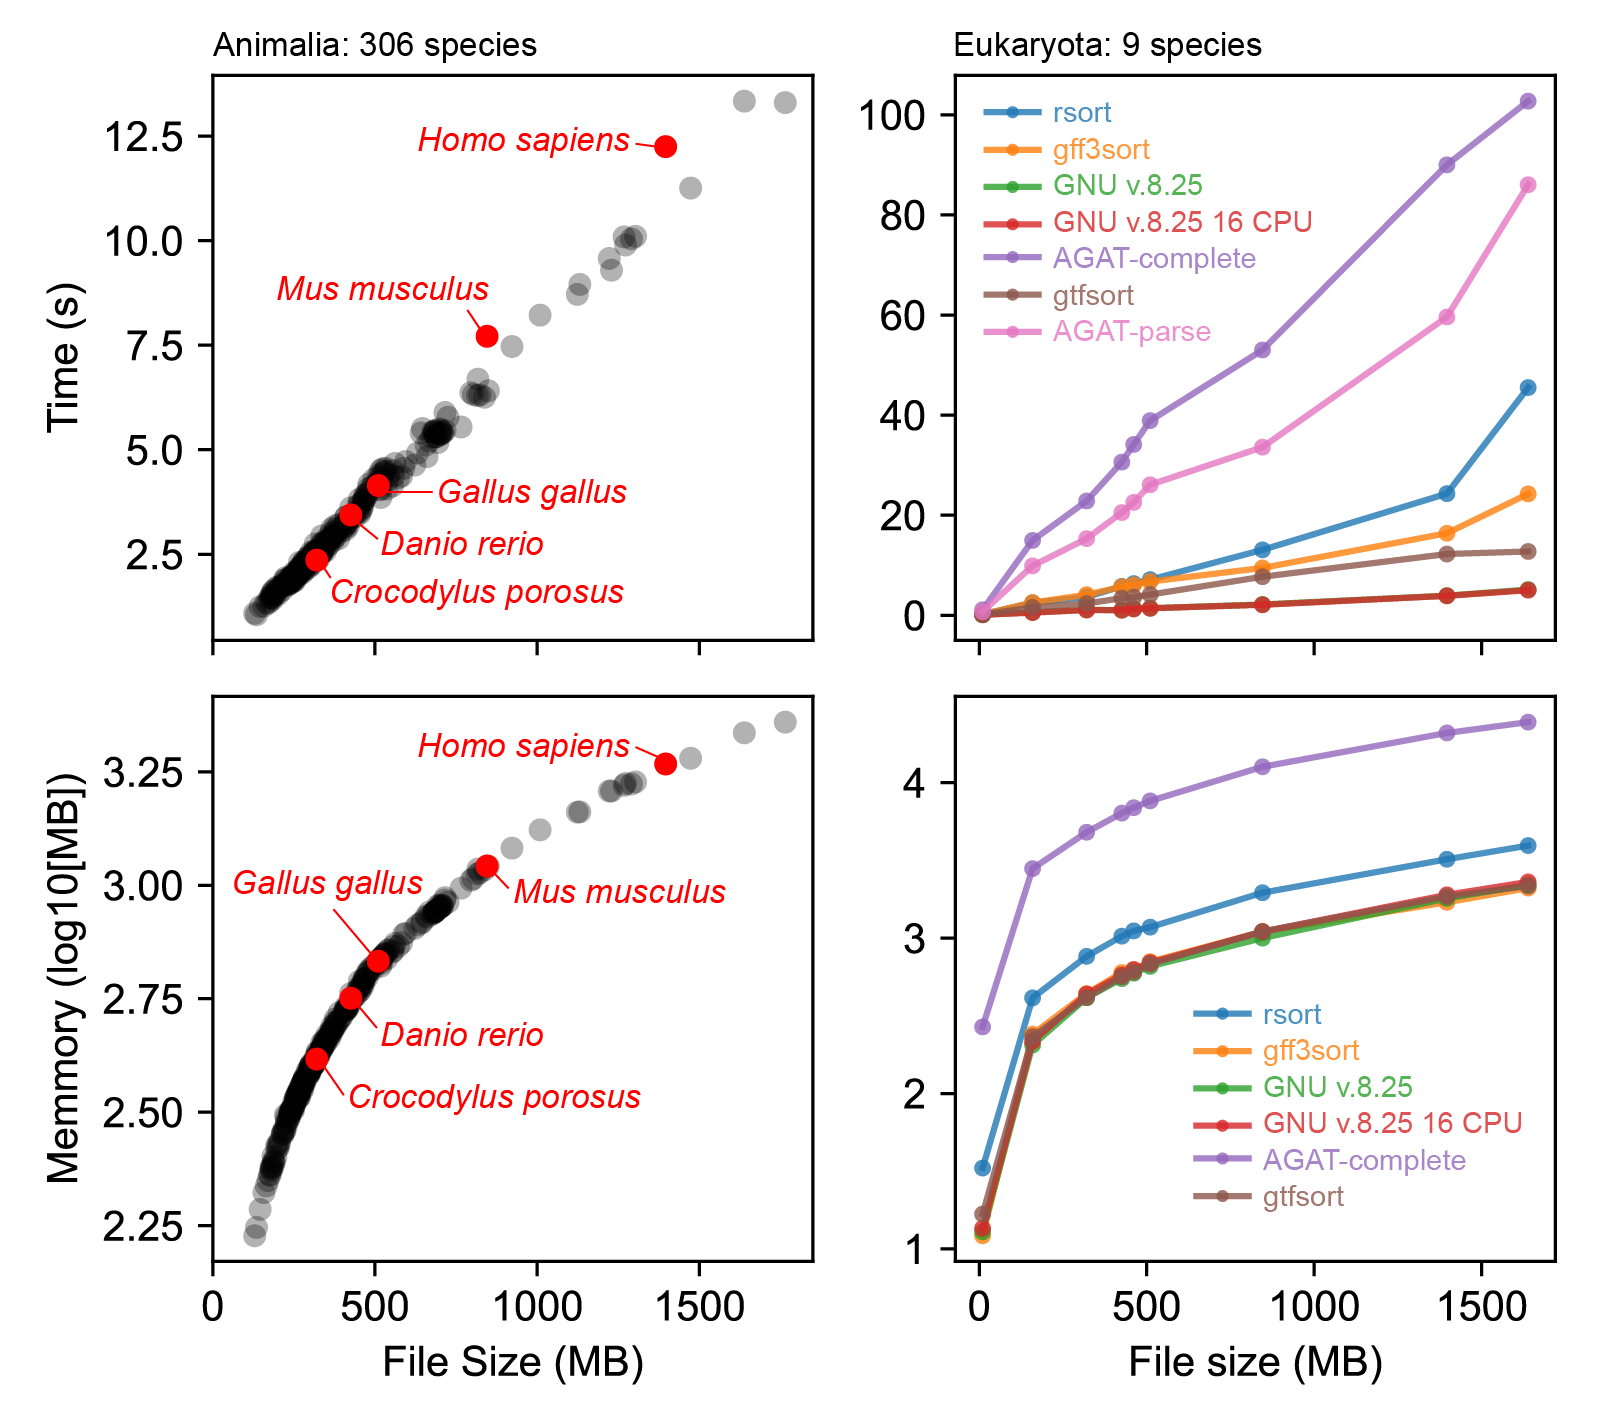 Animalia: 306 species
Time (s)
12.5
10.0
7.5
5.0
2.5
Homo sapiens
Mus musculus
Gallus gallus
Danio rerio
Crocodylus porosus
Eukaryota: 9 species
100
80
60
40
20
0
rsort
gff3sort
GNU v.8.25
GNU v.8.25 16 CPU
AGAT-complete
gtfsort
AGAT-parse
Memmory (log10[MB])
3.25
3.00
2.75
2.50
2.25
Homo sapiens
Gallus gallus
Mus musculus
Danio rerio
Crocodylus porosus
0 500 1000 1500
File Size (MB)
4
3
2
1
rsort
gff3sort
GNU v.8.25
GNU v.8.25 16 CPU
AGAT-complete
gtfsort
0 500 1000 1500
File size (MB)